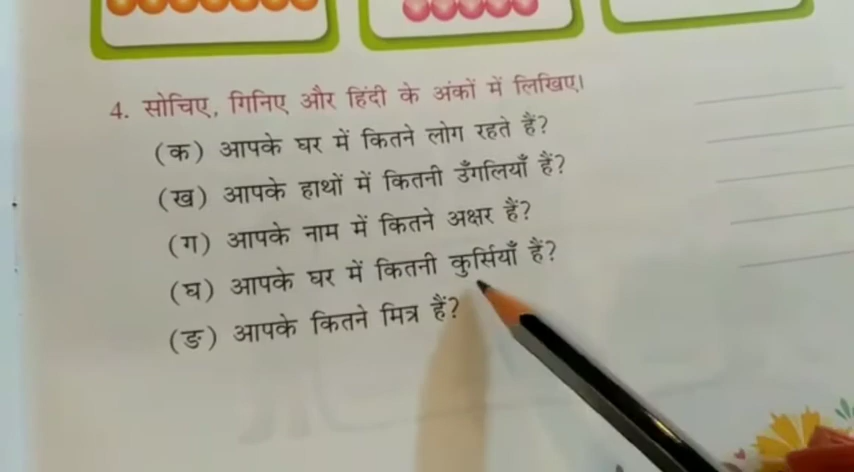 4. सोचिए, गिनिए और हिंदी के अंकों में लिखिए।
(क) आपके घर में कितने लोग रहते हैं?
(ख) आपके हाथों में कितनी उँगलियाँ हैं?
(ग) आपके नाम में कितने अक्षर हैं?
(घ) आपके घर में कितनी कुर्सियाँ हैं?
(ङ) आपके कितने मित्र हैं?